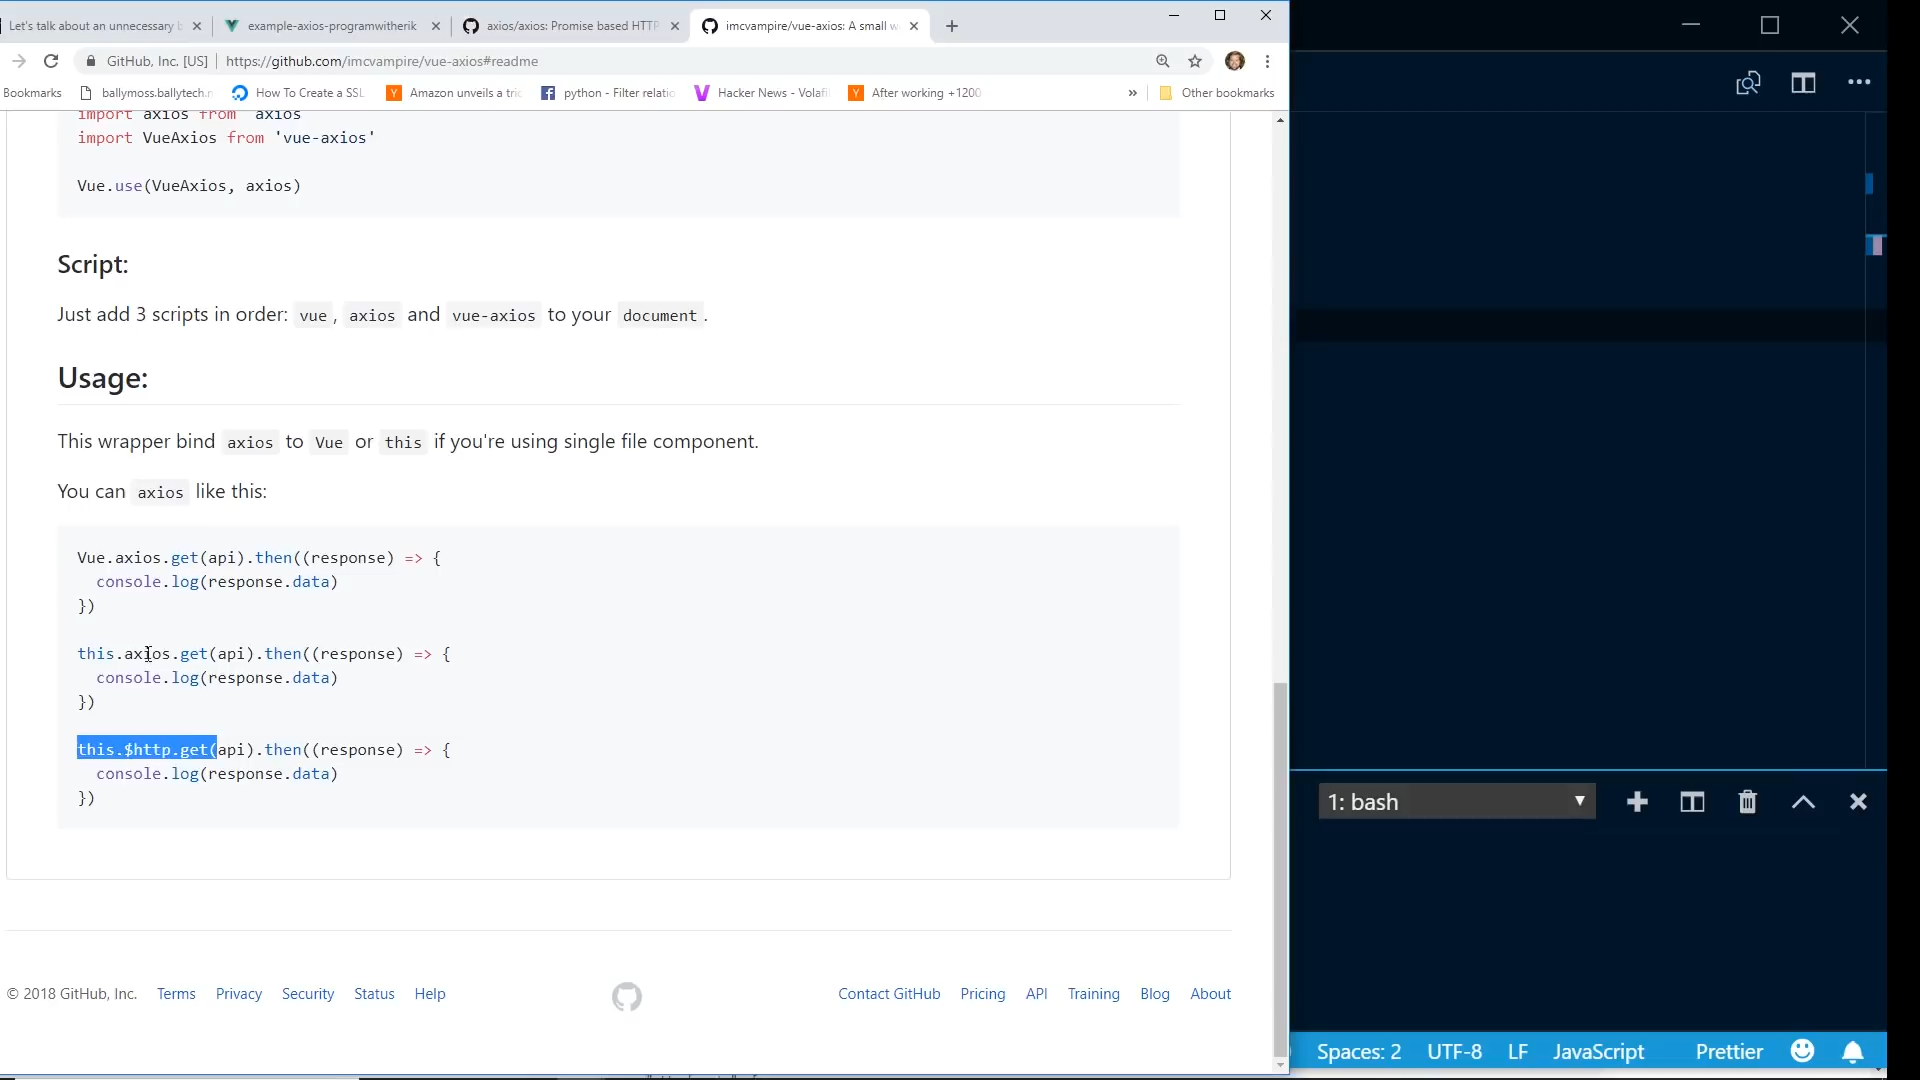 Let's talk about an unnecessary b
example-axios-programwitherik
axios/axios: Promise based HTTP
imcvampire/vue-axios: A small w
GitHub, Inc. [US]
https://github.com/imcvampire/vue-axios#readme
Bookmarks
ballymoss.ballytech.n
How To Create a SSL
Amazon unveils a tric
python - Filter relatio
Hacker News - Volafi
After working +1200
»
Other bookmarks
import axios from 'axios'
import VueAxios from 'vue-axios'
Vue.use(VueAxios, axios)
Script:
Just add 3 scripts in order: vue, axios and vue-axios to your document.
Usage:
This wrapper bind axios to Vue or this if you're using single file component.
You can axios like this:
Vue.axios.get(api).then((response) => {
console.log(response.data)
})
this.axios.get(api).then((response) => {
console.log(response.data)
})
this.$http.get(api).then((response) => {
console.log(response.data)
})
© 2018 GitHub, Inc. Terms Privacy Security Status Help
Contact GitHub Pricing API Training Blog About
1: bash
Spaces: 2 UTF-8 LF JavaScript Prettier